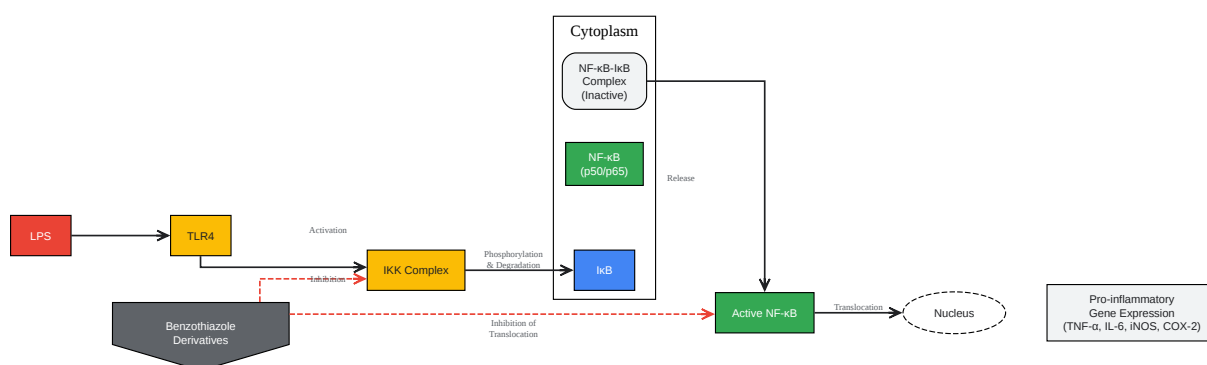 Cytoplasm
NF-κB-IκB
Complex
(Inactive)
NF-κB
(p50/p65)
Release
LPS
TLR4
Activation
IKK Complex
Phosphorylation
& Degradation
IκB
Inhibition
Benzothiazole
Derivatives
Inhibition of
Translocation
Active NF-κB
Translocation
Nucleus
Pro-inflammatory
Gene Expression
(TNF-α, IL-6, iNOS, COX-2)